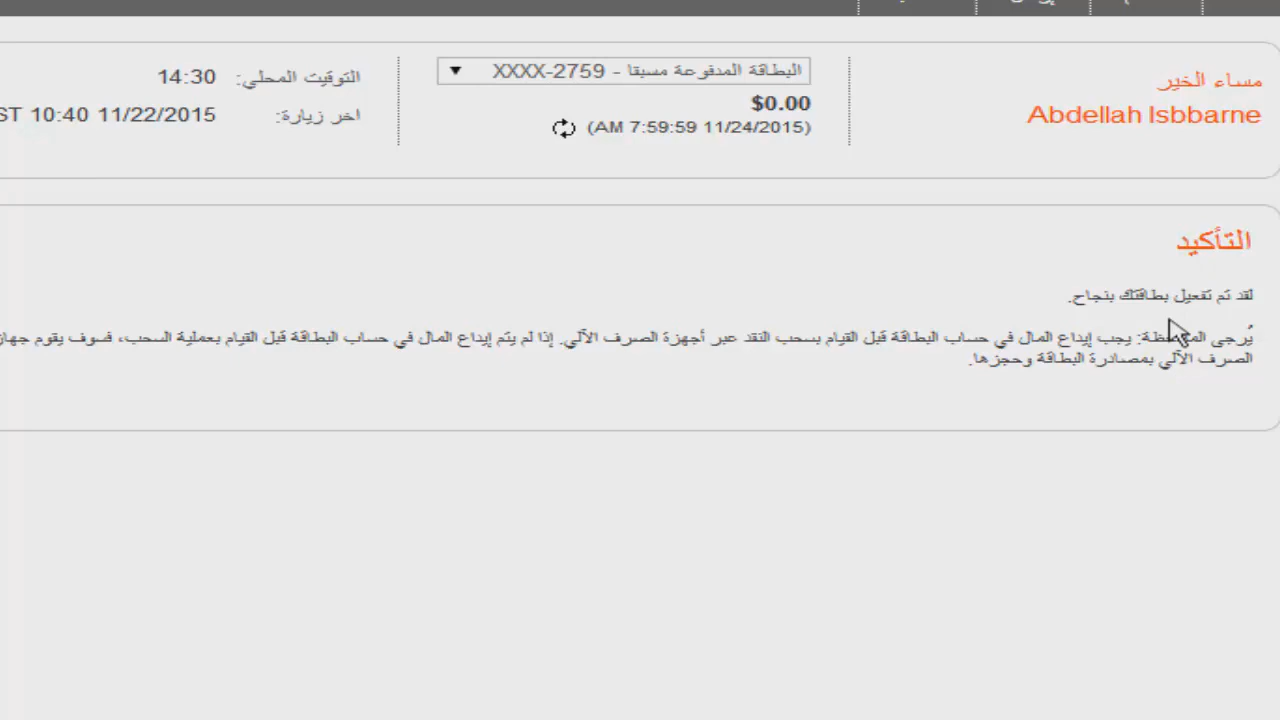 مساء الخير
Abdellah Isbbarne
البطاقة المدفوعة مسبقا - XXXX-2759
$0.00
(AM 7:59:59 11/24/2015)
التوقيت المحلي: 14:30
اخر زيارة: ST 10:40 11/22/2015
التأكيد
لقد تم تفعيل بطاقتك بنجاح.
يُرجى الملاحظة: يجب إيداع المال في حساب البطاقة قبل القيام بسحب النقد عبر أجهزة الصرف الآلي. إذا لم يتم إيداع المال في حساب البطاقة قبل القيام بعملية السحب، فسوف يقوم جهاز
الصرف الآلي بمصادرة البطاقة وحجزها.